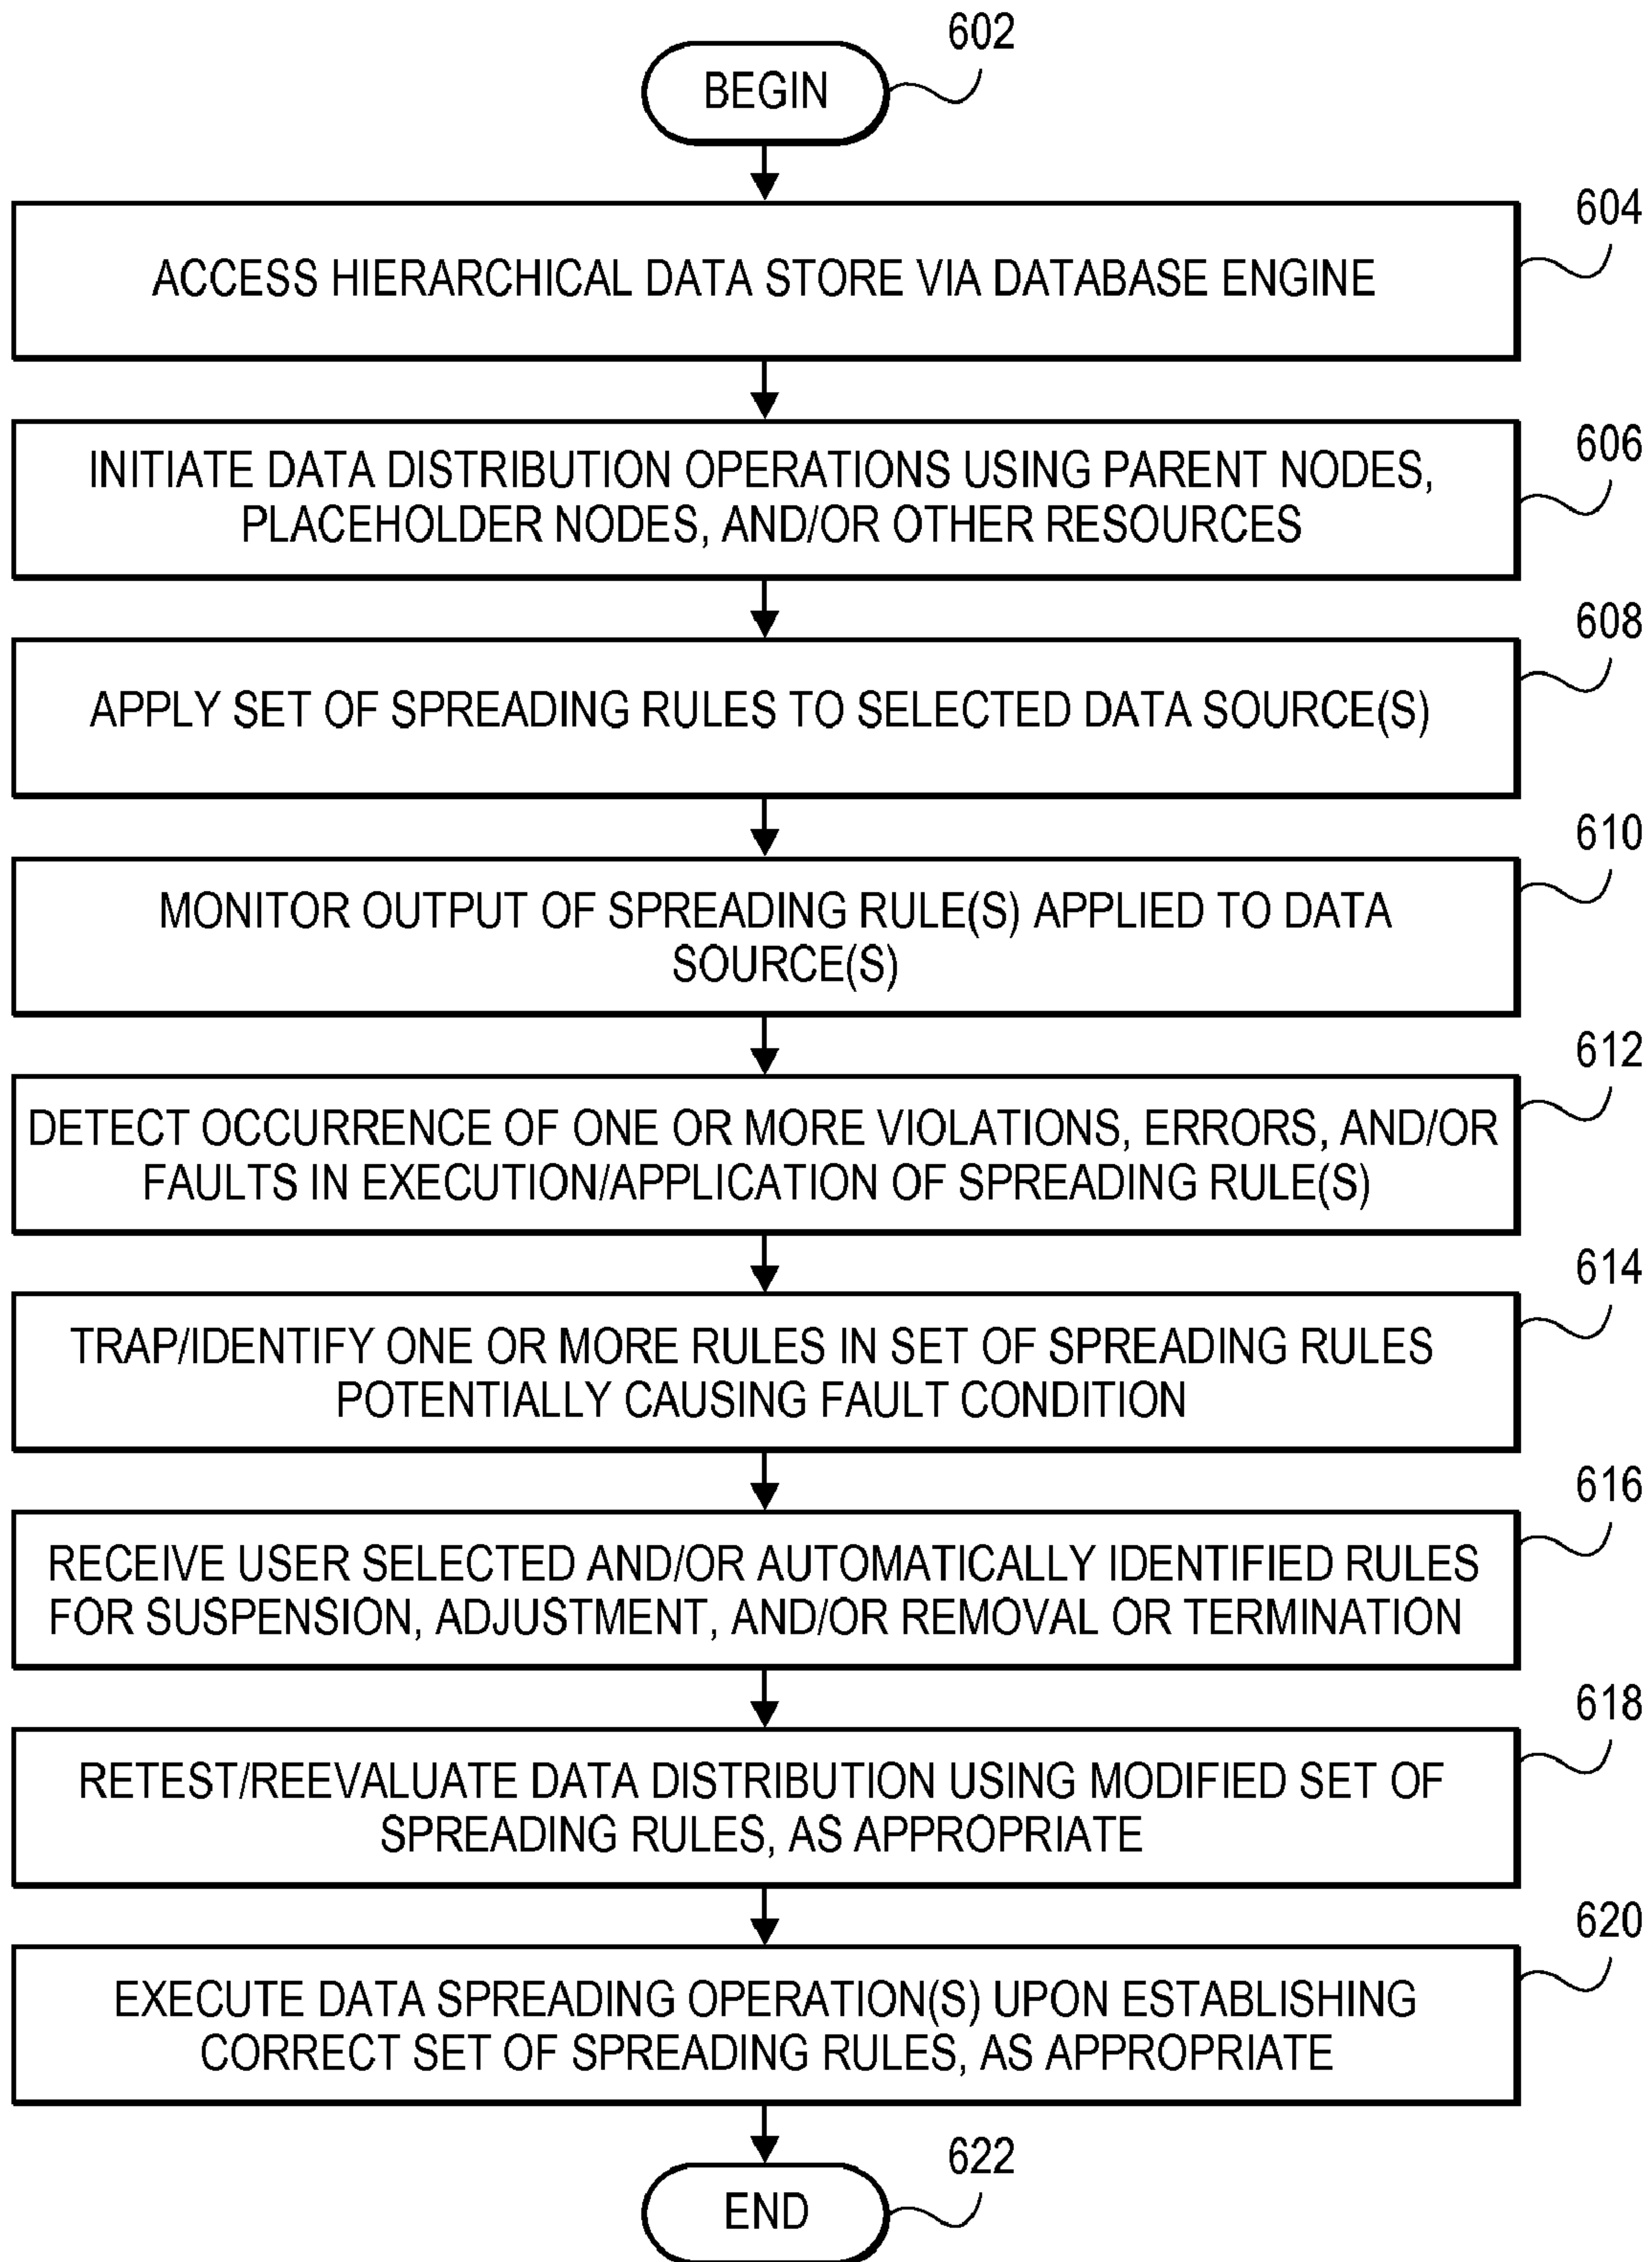 602
BEGIN
604
ACCESS HIERARCHICAL DATA STORE VIA DATABASE ENGINE
606
INITIATE DATA DISTRIBUTION OPERATIONS USING PARENT NODES,
PLACEHOLDER NODES, AND/OR OTHER RESOURCES
608
APPLY SET OF SPREADING RULES TO SELECTED DATA SOURCE(S)
610
MONITOR OUTPUT OF SPREADING RULE(S) APPLIED TO DATA
SOURCE(S)
612
DETECT OCCURRENCE OF ONE OR MORE VIOLATIONS, ERRORS, AND/OR
FAULTS IN EXECUTION/APPLICATION OF SPREADING RULE(S)
614
TRAP/IDENTIFY ONE OR MORE RULES IN SET OF SPREADING RULES
POTENTIALLY CAUSING FAULT CONDITION
616
RECEIVE USER SELECTED AND/OR AUTOMATICALLY IDENTIFIED RULES
FOR SUSPENSION, ADJUSTMENT, AND/OR REMOVAL OR TERMINATION
618
RETEST/REEVALUATE DATA DISTRIBUTION USING MODIFIED SET OF
SPREADING RULES, AS APPROPRIATE
620
EXECUTE DATA SPREADING OPERATION(S) UPON ESTABLISHING
CORRECT SET OF SPREADING RULES, AS APPROPRIATE
622
END